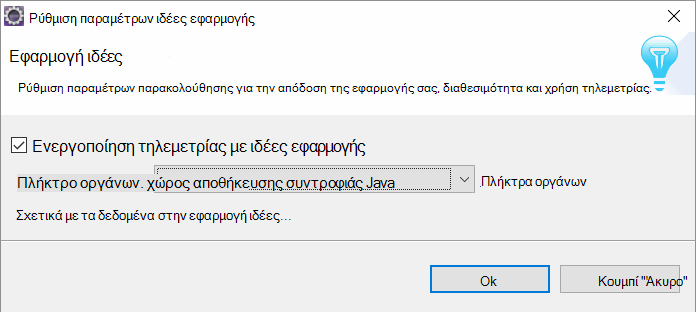 Ρύθμιση παραμέτρων ιδέες εφαρμογής
Εφαρμογή ιδέες
Ρύθμιση παραμέτρων παρακολούθησης για την απόδοση της εφαρμογής σας, διαθεσιμότητα και χρήση τηλεμετρίας.
Ενεργοποίηση τηλεμετρίας με ιδέες εφαρμογής
Πλήκτρο οργάνων. χώρος αποθήκευσης συντροφιάς Java Πλήκτρα οργάνων
Σχετικά με τα δεδομένα στην εφαρμογή ιδέες...
Ok Κουμπί "Άκυρο"